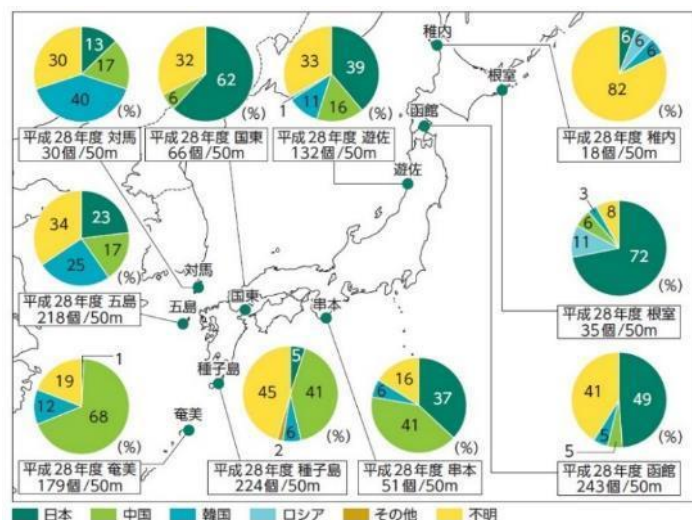 30
13
17
40
(%)
平成28年度 対馬
30個/50m
32
62
6
(%)
平成28年度 国東
66個/50m
33
39
1
11
16
(%)
平成28年度 遊佐
132個/50m
稚内
根室
函館
遊佐
6
6
6
82
(%)
平成28年度 稚内
18個/50m
34
23
25
17
(%)
平成28年度 五島
218個/50m
対馬
五島
国東
串本
種子島
奄美
3
8
6
11
72
(%)
平成28年度 根室
35個/50m
1
19
12
68
(%)
平成28年度 奄美
179個/50m
5
45
41
6
2
(%)
平成28年度 種子島
224個/50m
16
6
37
41
(%)
平成28年度 串本
51個/50m
41
49
5
5
(%)
平成28年度 函館
243個/50m
日本 中国 韓国 ロシア その他 不明